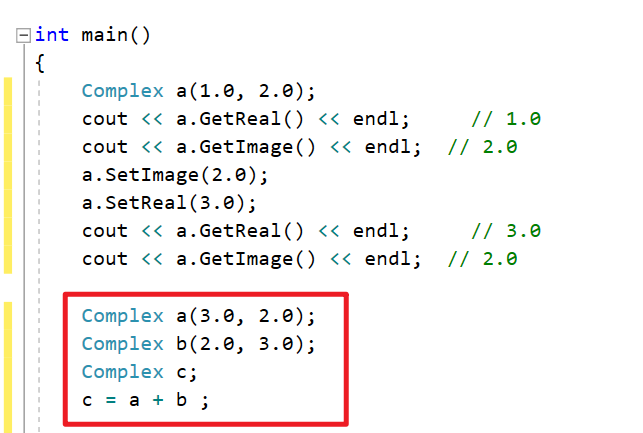 int main()
{
Complex a(1.0, 2.0);
cout << a.GetReal() << endl; // 1.0
cout << a.GetImage() << endl; // 2.0
a.SetImage(2.0);
a.SetReal(3.0);
cout << a.GetReal() << endl; // 3.0
cout << a.GetImage() << endl; // 2.0
Complex a(3.0, 2.0);
Complex b(2.0, 3.0);
Complex c;
c = a + b ;